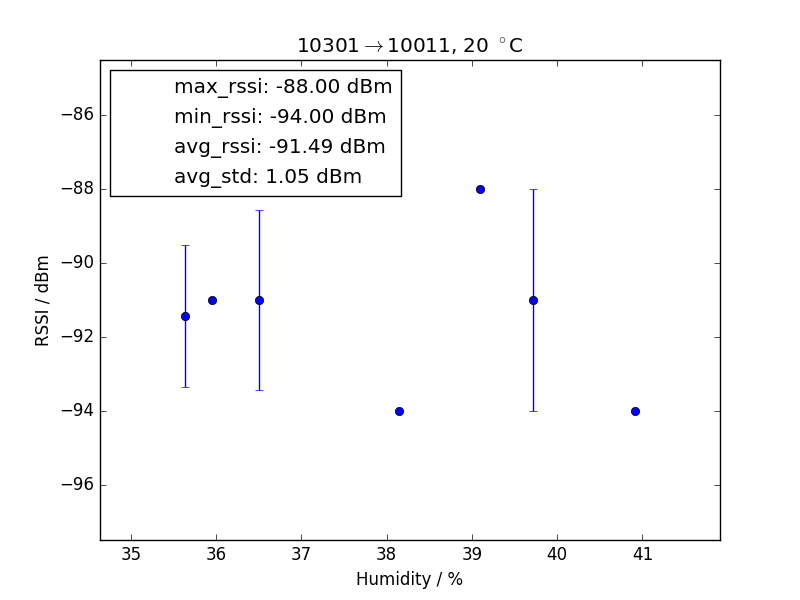 10301→10011, 20 °C
max_rssi: -88.00 dBm
min_rssi: -94.00 dBm
avg_rssi: -91.49 dBm
avg_std: 1.05 dBm
RSSI / dBm
−86
−88
−90
−92
−94
−96
35 36 37 38 39 40 41
Humidity / %